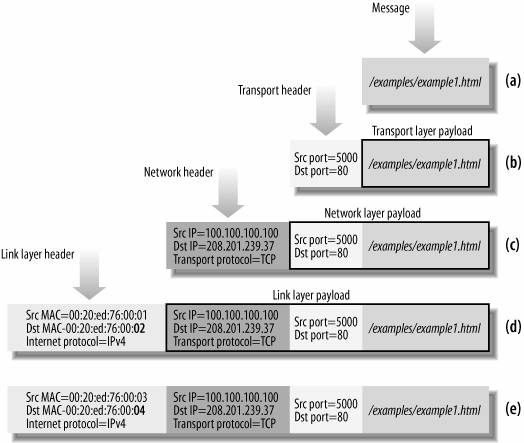 Message
/examples/example1.html
(a)
Transport header
Transport layer payload
Src port=5000
Dst port=80
/examples/example1.html
(b)
Network header
Network layer payload
Src IP=100.100.100.100
Dst IP=208.201.239.37
Transport protocol=TCP
Src port=5000
Dst port=80
/examples/example1.html
(c)
Link layer header
Link layer payload
Src MAC=00:20:ed:76:00:01
Dst MAC-00:20:ed:76:00:02
Internet protocol=IPv4
Src IP=100.100.100.100
Dst IP=208.201.239.37
Transport protocol=TCP
Src port=5000
Dst port=80
/examples/example1.html
(d)
Src MAC=00:20:ed:76:00:03
Dst MAC-00:20:ed:76:00:04
Internet protocol=IPv4
Src IP=100.100.100.100
Dst IP=208.201.239.37
Transport protocol=TCP
Src port=5000
Dst port=80
/examples/example1.html
(e)